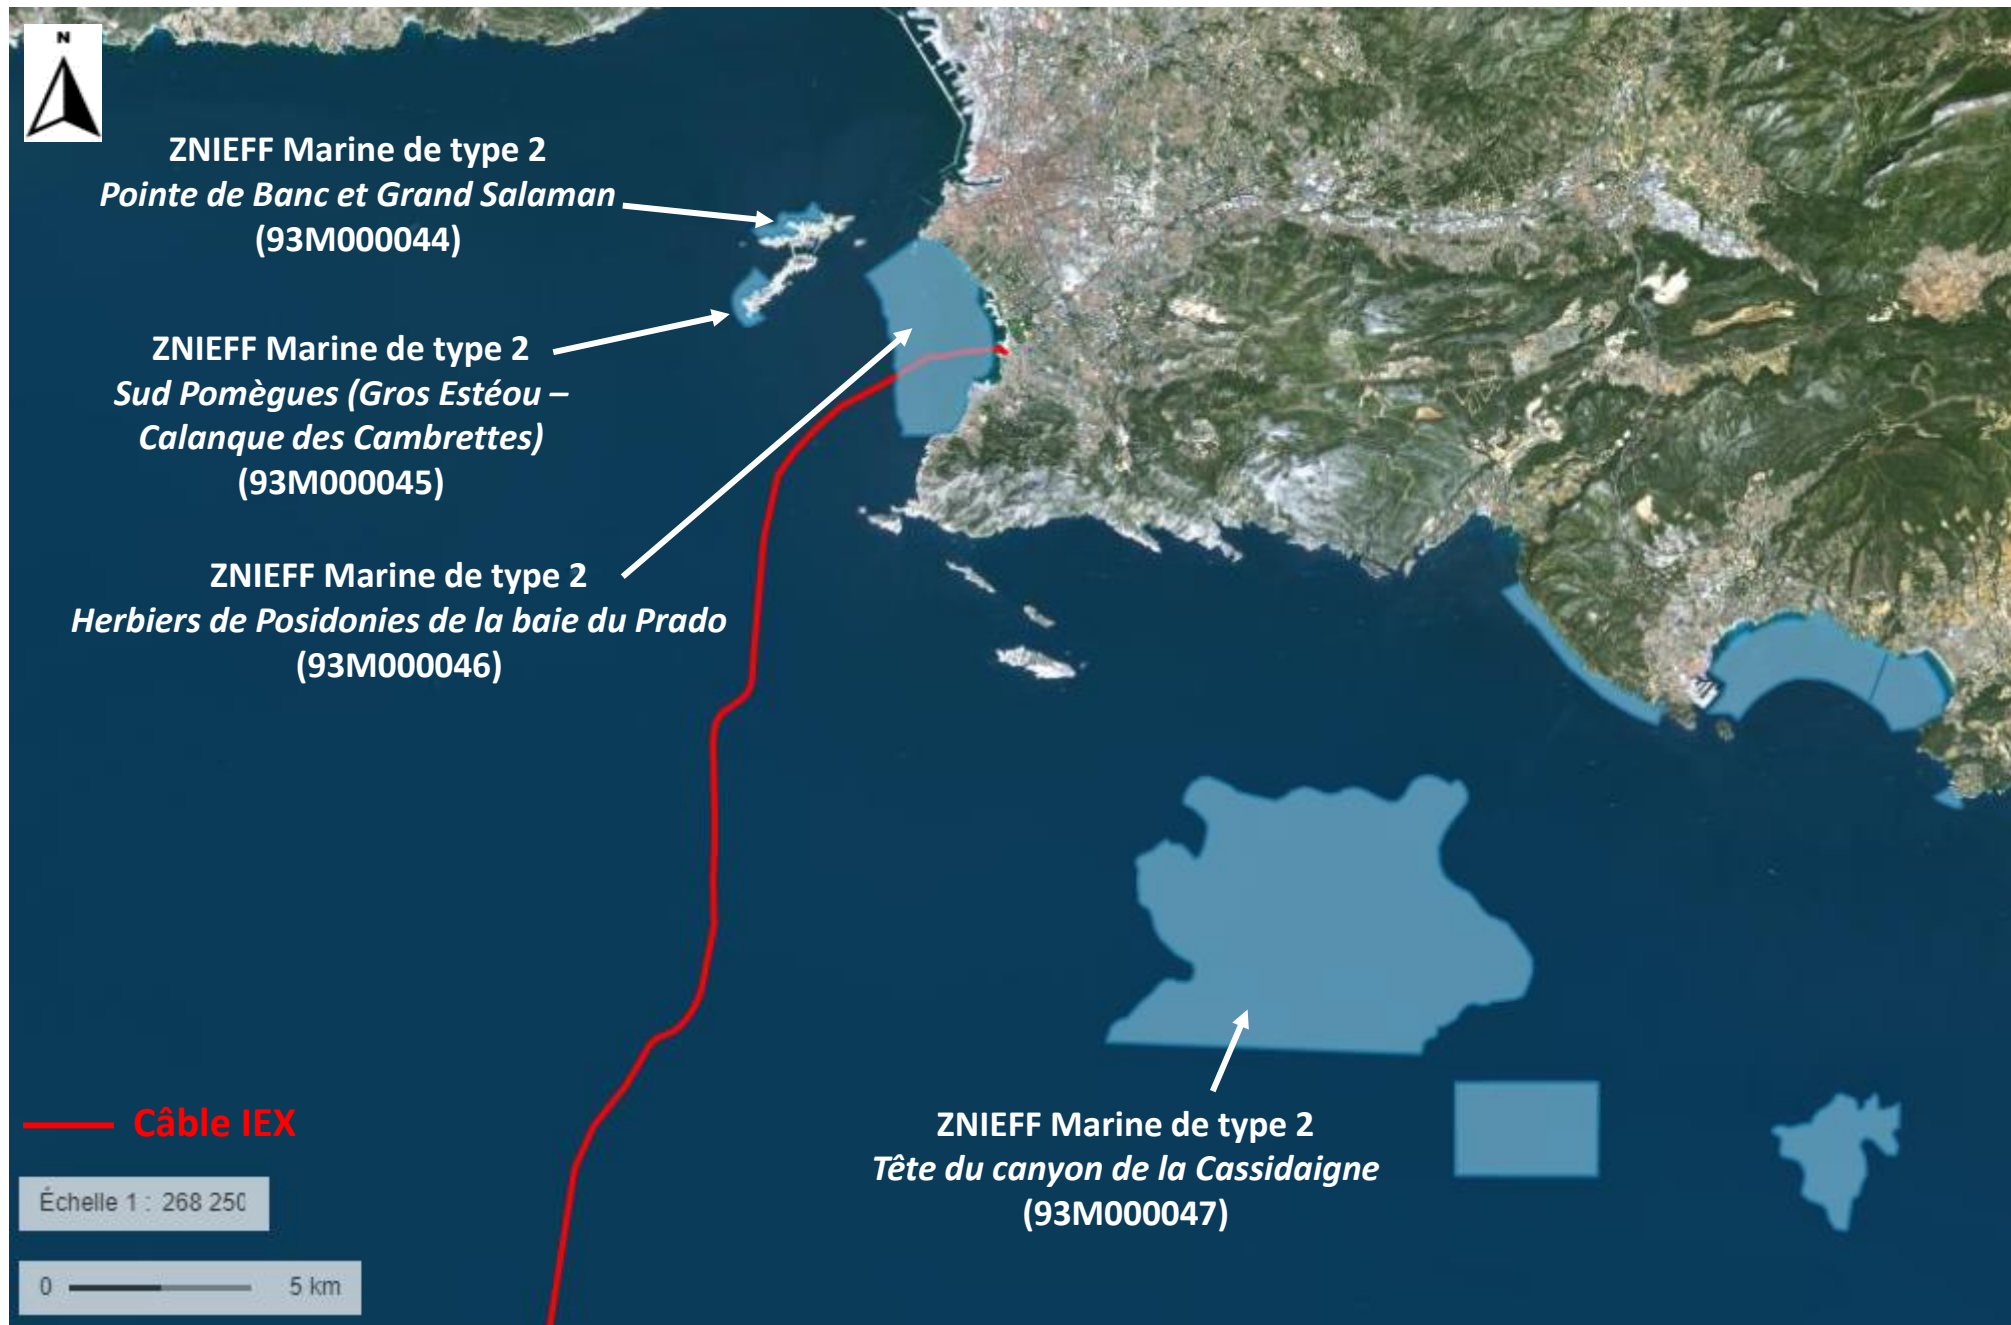 N
ZNIEFF Marine de type 2
Pointe de Banc et Grand Salaman
(93M000044)
ZNIEFF Marine de type 2
Sud Pomègues (Gros Estéou –
Calanque des Cambrettes)
(93M000045)
ZNIEFF Marine de type 2
Herbiers de Posidonies de la baie du Prado
(93M000046)
ZNIEFF Marine de type 2
Tête du canyon de la Cassidaigne
(93M000047)
Câble IEX
Échelle 1 : 268 250
0 5 km